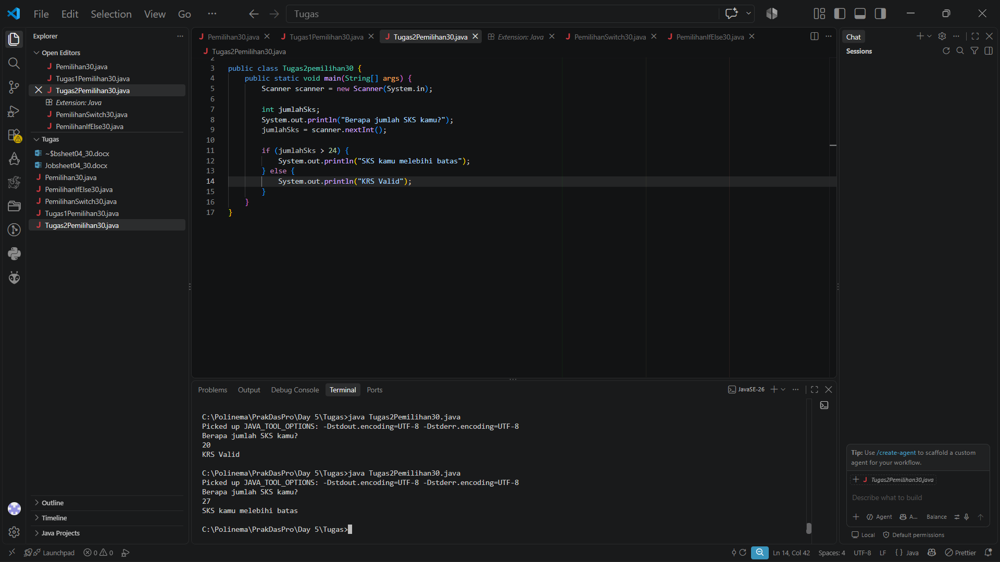 File Edit Selection View Go ··· Tugas
Explorer
Open Editors
Pemilihan30.java
Tugas1Pemilihan30.java
Tugas2Pemilihan30.java
Extension: Java
PemilihanSwitch30.java
PemilihanIfElse30.java
Tugas
~$bsheet04_30.docx
Jobsheet04_30.docx
Pemilihan30.java
PemilihanIfElse30.java
PemilihanSwitch30.java
Tugas1Pemilihan30.java
Tugas2Pemilihan30.java
Outline
Timeline
Java Projects
Pemilihan30.java Tugas1Pemilihan30.java Tugas2Pemilihan30.java Extension: Java PemilihanSwitch30.java PemilihanIfElse30.java
Tugas2Pemilihan30.java
2
3 public class Tugas2pemilihan30 {
4 public static void main(String[] args) {
5 Scanner scanner = new Scanner(System.in);
6
7 int jumlahSks;
8 System.out.println("Berapa jumlah SKS kamu?");
9 jumlahSks = scanner.nextInt();
10
11 if (jumlahSks > 24) {
12 System.out.println("SKS kamu melebihi batas");
13 } else {
14 System.out.println("KRS Valid");
15 }
16 }
17 }
Problems Output Debug Console Terminal Ports JavaSE-26
C:\Polinema\PrakDasPro\Day 5\Tugas>java Tugas2Pemilihan30.java
Picked up JAVA_TOOL_OPTIONS: -Dstdout.encoding=UTF-8 -Dstderr.encoding=UTF-8
Berapa jumlah SKS kamu?
20
KRS Valid
C:\Polinema\PrakDasPro\Day 5\Tugas>java Tugas2Pemilihan30.java
Picked up JAVA_TOOL_OPTIONS: -Dstdout.encoding=UTF-8 -Dstderr.encoding=UTF-8
Berapa jumlah SKS kamu?
27
SKS kamu melebihi batas
C:\Polinema\PrakDasPro\Day 5\Tugas>
Chat
Sessions
Tip: Use /create-agent to scaffold a custom
agent for your workflow.
Tugas2Pemilihan30.java
Describe what to build
Agent A... Balance
Local Default permissions
Launchpad 0 0 Ln 14, Col 42 Spaces: 4 UTF-8 LF { } Java Prettier